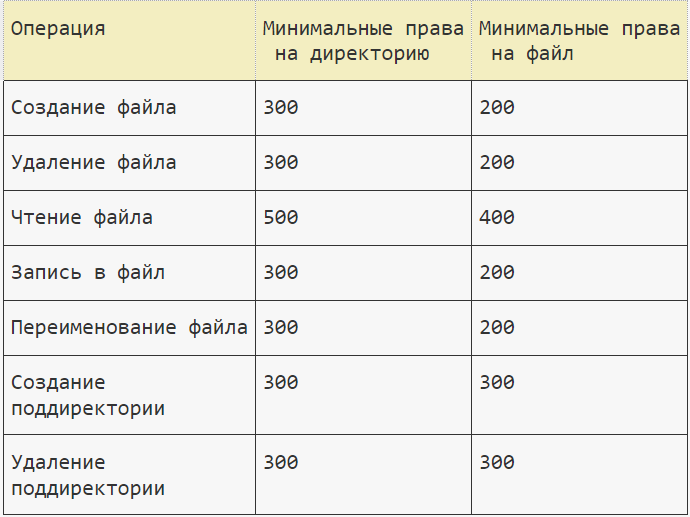 Операция
Минимальные права
на директорию
Минимальные права
на файл
Создание файла
300
200
Удаление файла
300
200
Чтение файла
500
400
Запись в файл
300
200
Переименование файла
300
200
Создание
поддиректории
300
300
Удаление
поддиректории
300
300